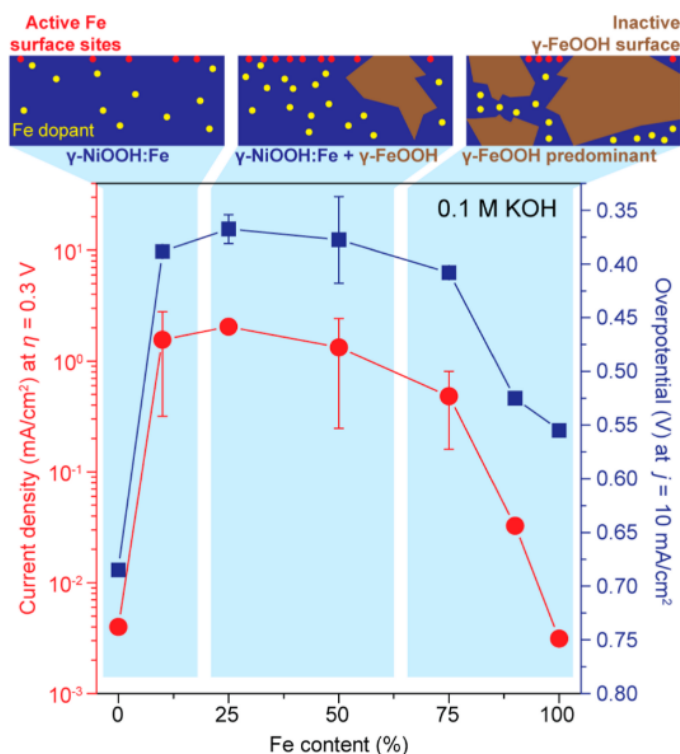 Active Fe
surface sites
Inactive
γ-FeOOH surface
Fe dopant
γ-NiOOH:Fe
γ-NiOOH:Fe + γ-FeOOH
γ-FeOOH predominant
0.1 M KOH
Current density (mA/cm²) at η = 0.3 V
10¹
10⁰
10⁻¹
10⁻²
10⁻³
0.35
0.40
0.45
0.50
0.55
0.60
0.65
0.70
0.75
0.80
Overpotential (V) at j = 10 mA/cm²
0 25 50 75 100
Fe content (%)